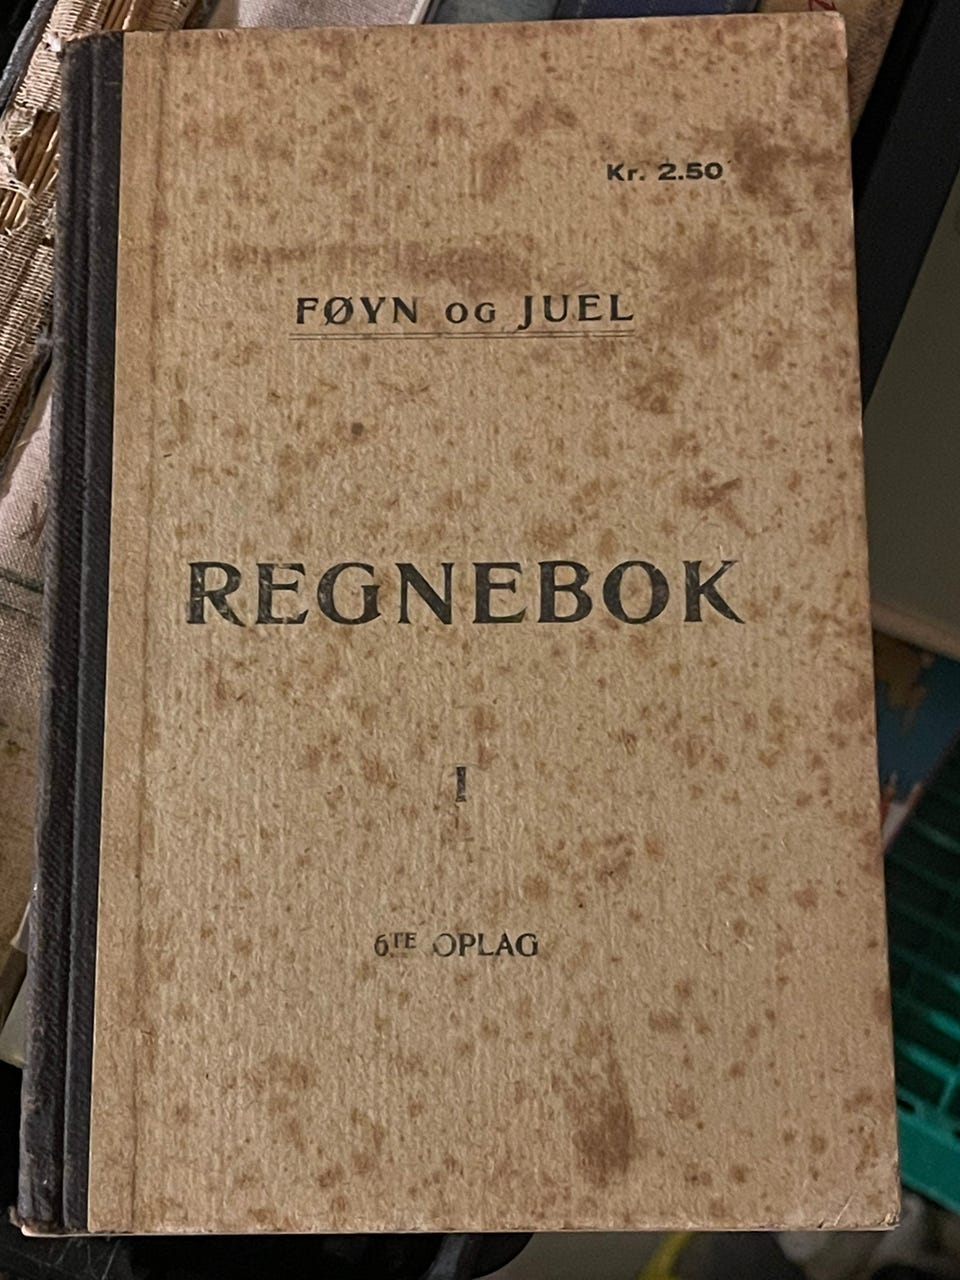 Kr. 2.50
FØYN OG JUEL
REGNEBOK
I
6TE OPLAG